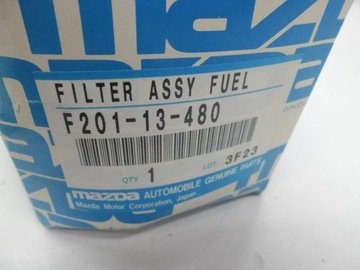 FILTER ASSY FUEL
F201-13-480
QTY 1 LOT 3F23
mazda AUTOMOBILE GENUINE PARTS
Mazda Motor Corporation, Japan